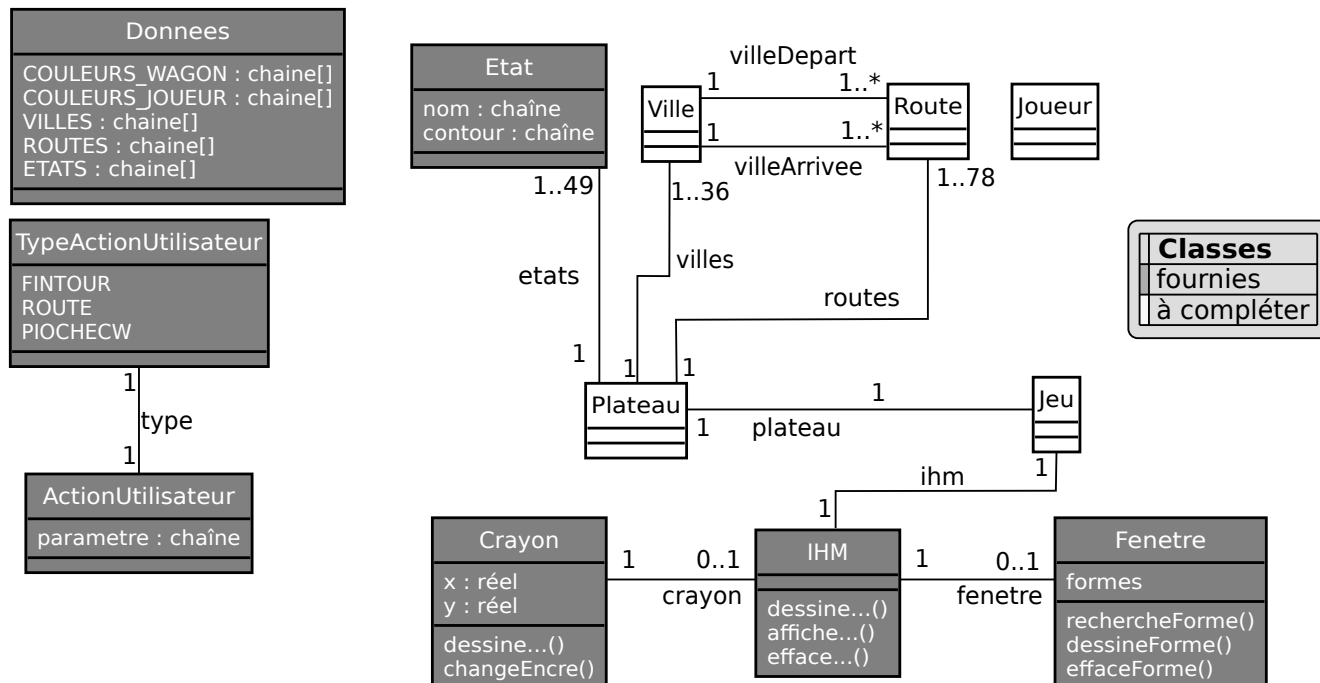 Donnees
COULEURS_WAGON : chaine[]
COULEURS_JOUEUR : chaine[]
VILLES : chaine[]
ROUTES : chaine[]
ETATS : chaine[]
TypeActionUtilisateur
FINTOUR
ROUTE
PIOCHECW
1
type
1
ActionUtilisateur
parametre : chaîne
Etat
nom : chaîne
contour : chaîne
1..49
etats
1
Ville
1
villeDepart
1..*
1
villeArrivee
1..*
Route
Joueur
1..36
villes
1
1..78
routes
1
Classes
fournies
à compléter
Plateau
1
plateau
1
Jeu
1
ihm
1
Crayon
x : réel
y : réel
dessine...()
changeEncre()
1
crayon
0..1
IHM
dessine...()
affiche...()
efface...()
1
fenetre
0..1
Fenetre
formes
rechercheForme()
dessineForme()
effaceForme()